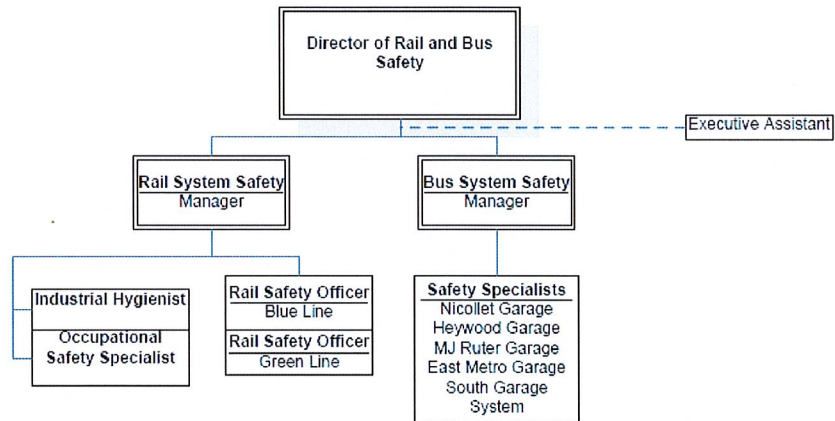 Director of Rail and Bus
Safety
Executive Assistant
Rail System Safety
Manager
Bus System Safety
Manager
Industrial Hygienist
Occupational
Safety Specialist
Rail Safety Officer
Blue Line
Rail Safety Officer
Green Line
Safety Specialists
Nicollet Garage
Heywood Garage
MJ Ruter Garage
East Metro Garage
South Garage
System